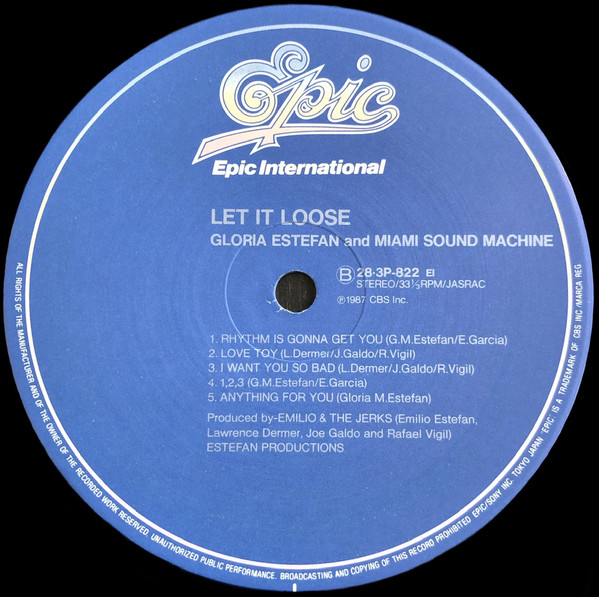 Epic
Epic International
LET IT LOOSE
GLORIA ESTEFAN and MIAMI SOUND MACHINE
B 28·3P-822 EI
STEREO/33⅓RPM/JASRAC
℗1987 CBS Inc.
1. RHYTHM IS GONNA GET YOU (G.M.Estefan/E.Garcia)
2. LOVE TOY (L.Dermer/J.Galdo/R.Vigil)
3. I WANT YOU SO BAD (L.Dermer/J.Galdo/R.Vigil)
4. 1,2,3 (G.M.Estefan/E.Garcia)
5. ANYTHING FOR YOU (Gloria M.Estefan)
Produced by-EMILIO & THE JERKS (Emilio Estefan,
Lawrence Dermer, Joe Galdo and Rafael Vigil)
ESTEFAN PRODUCTIONS
ALL RIGHTS OF THE MANUFACTURER AND OF THE OWNER OF THE RECORDED WORK RESERVED. UNAUTHORIZED PUBLIC PERFORMANCE. BROADCASTING AND COPYING OF THIS RECORD PROHIBITED. EPIC/SONY INC. TOKYO JAPAN "EPIC" IS A TRADEMARK OF CBS INC./MARCA REG.